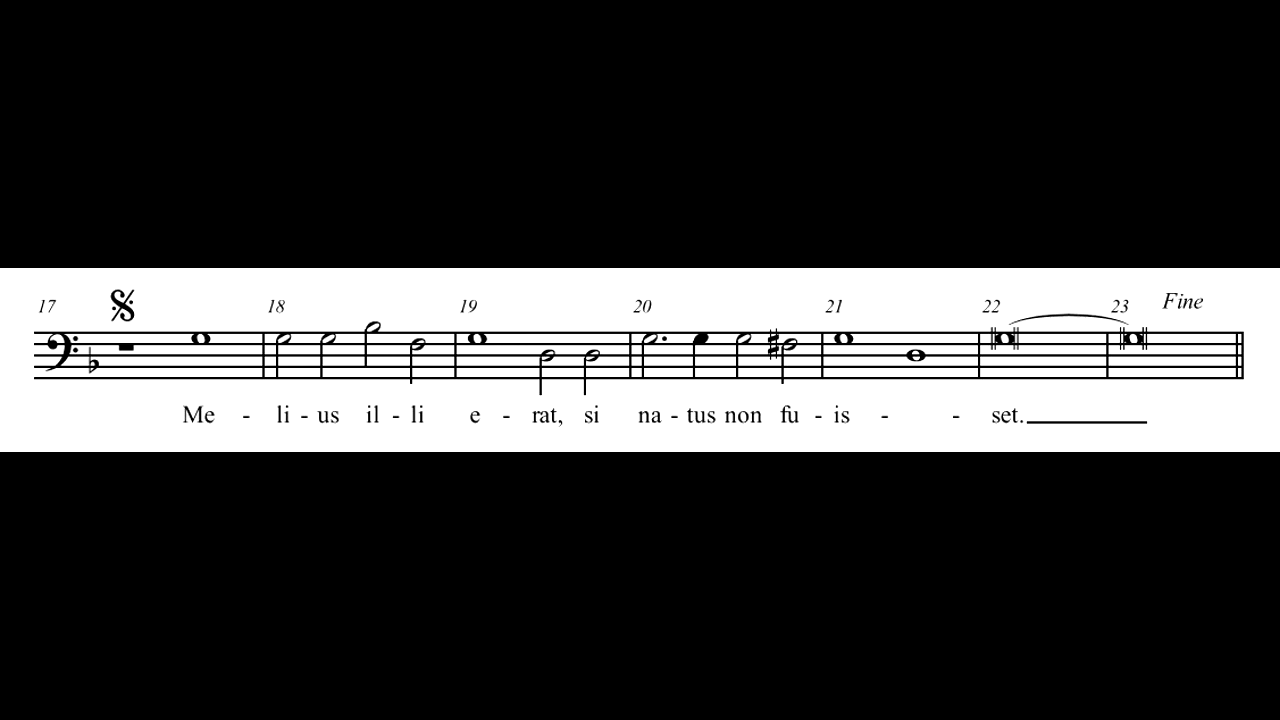 17 18 19 20 21 22 23 Fine
Me - li - us il - li e - rat, si na - tus non fu - is - - set.